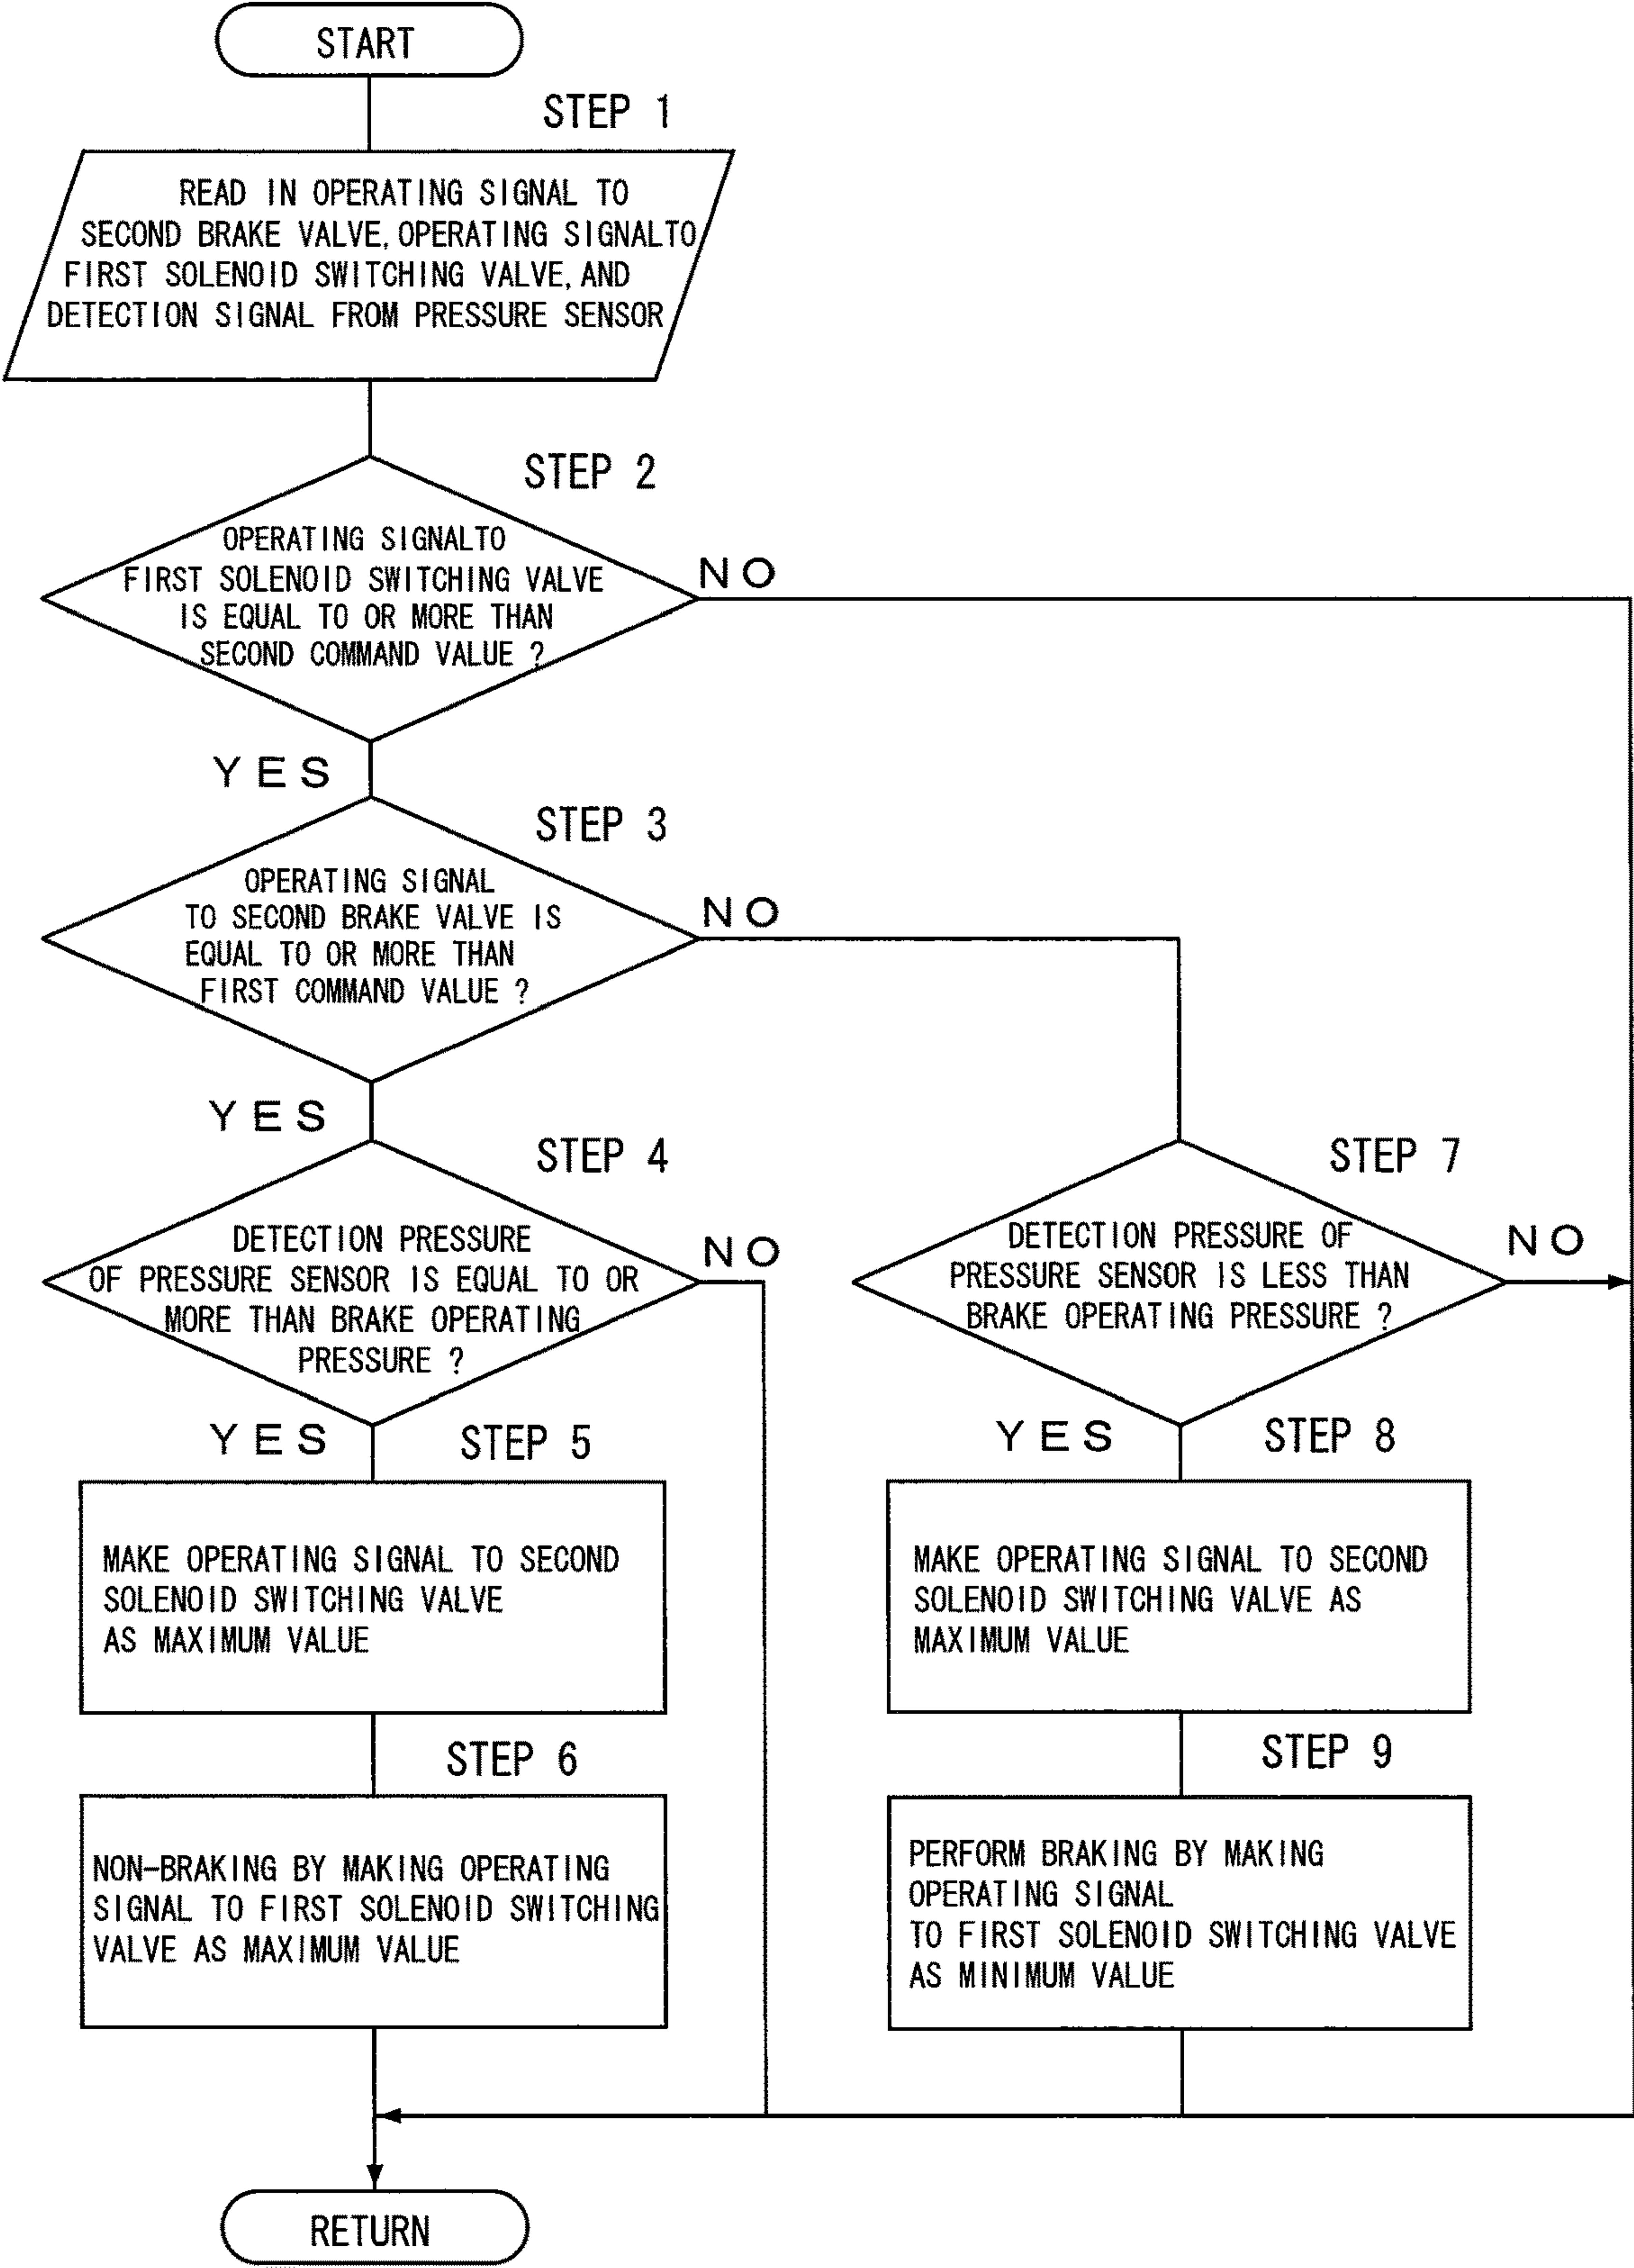 START
STEP 1
READ IN OPERATING SIGNAL TO
SECOND BRAKE VALVE, OPERATING SIGNALTO
FIRST SOLENOID SWITCHING VALVE, AND
DETECTION SIGNAL FROM PRESSURE SENSOR
STEP 2
OPERATING SIGNALTO
FIRST SOLENOID SWITCHING VALVE
IS EQUAL TO OR MORE THAN
SECOND COMMAND VALUE ?
NO
YES
STEP 3
OPERATING SIGNAL
TO SECOND BRAKE VALVE IS
EQUAL TO OR MORE THAN
FIRST COMMAND VALUE ?
NO
YES
STEP 4
DETECTION PRESSURE
OF PRESSURE SENSOR IS EQUAL TO OR
MORE THAN BRAKE OPERATING
PRESSURE ?
NO
YES
STEP 5
MAKE OPERATING SIGNAL TO SECOND
SOLENOID SWITCHING VALVE
AS MAXIMUM VALUE
STEP 6
NON-BRAKING BY MAKING OPERATING
SIGNAL TO FIRST SOLENOID SWITCHING
VALVE AS MAXIMUM VALUE
STEP 7
DETECTION PRESSURE OF
PRESSURE SENSOR IS LESS THAN
BRAKE OPERATING PRESSURE ?
NO
YES
STEP 8
MAKE OPERATING SIGNAL TO SECOND
SOLENOID SWITCHING VALVE AS
MAXIMUM VALUE
STEP 9
PERFORM BRAKING BY MAKING
OPERATING SIGNAL
TO FIRST SOLENOID SWITCHING VALVE
AS MINIMUM VALUE
RETURN